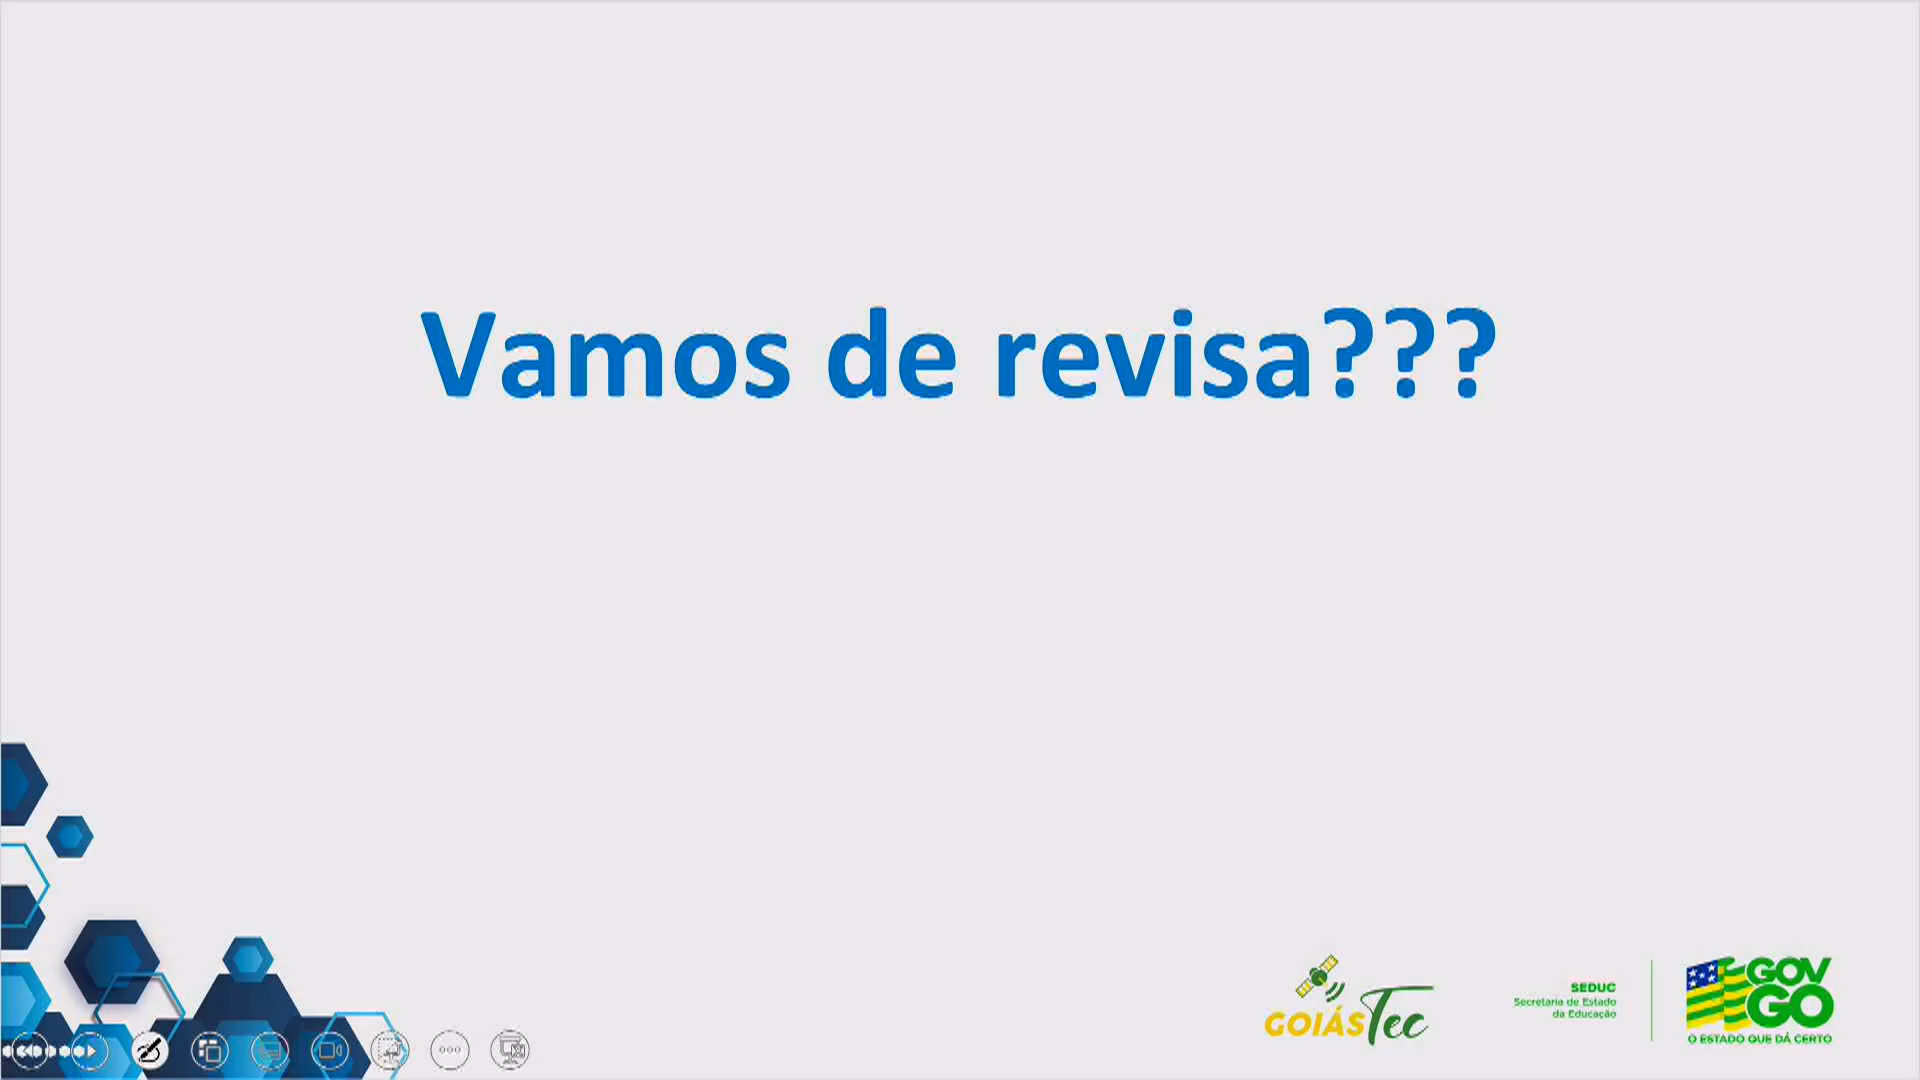 Vamos de revisa???
GOIÁSTec
SEDUC
Secretaria de Estado
da Educação
GOV
GO
O ESTADO QUE DÁ CERTO